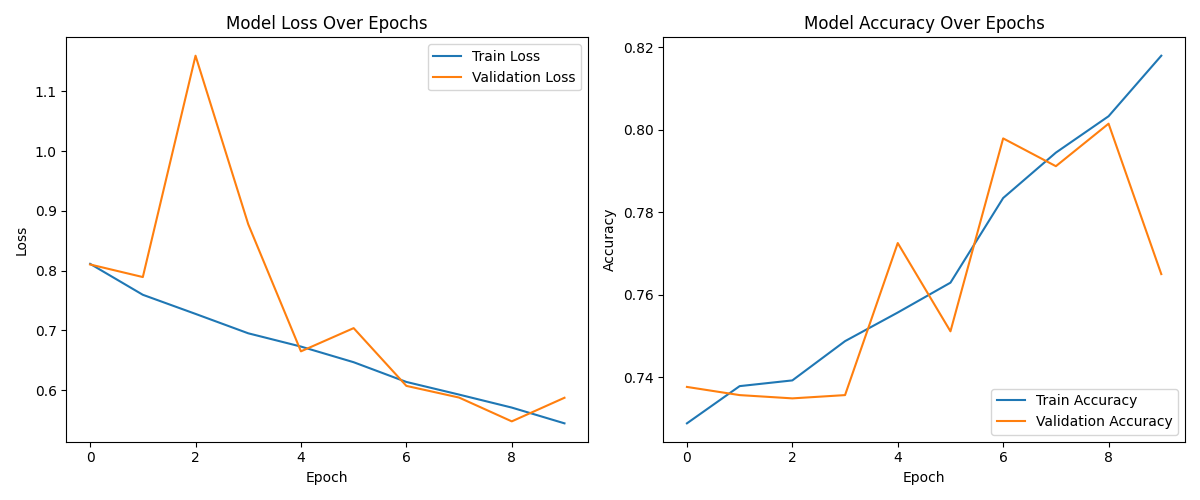 Model Loss Over Epochs
Train Loss
Validation Loss
1.1
1.0
0.9
0.8
0.7
0.6
Loss
0 2 4 6 8
Epoch
Model Accuracy Over Epochs
0.82
0.80
0.78
0.76
0.74
Accuracy
Train Accuracy
Validation Accuracy
0 2 4 6 8
Epoch